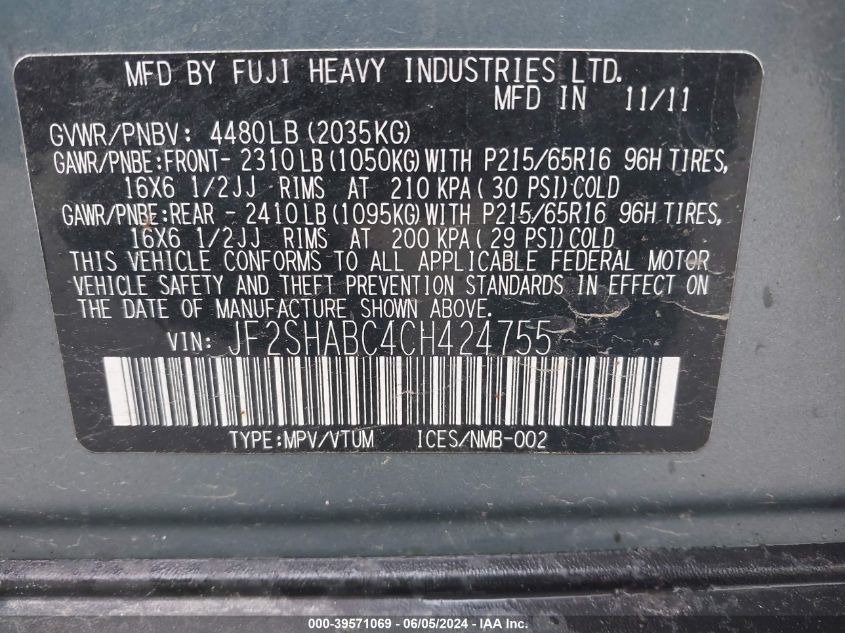 MFD BY FUJI HEAVY INDUSTRIES LTD.
MFD IN 11/11
GVWR/PNBV: 4480LB(2035KG)
GAWR/PNBE:FRONT- 2310LB(1050KG)WITH P215/65R16 96H TIRES,
16X6 1/2JJ RIMS AT 210 KPA(30 PSI)COLD
GAWR/PNBE:REAR - 2410LB(1095KG)WITH P215/65R16 96H TIRES,
16X6 1/2JJ RIMS AT 200 KPA(29 PSI)COLD
THIS VEHICLE CONFORMS TO ALL APPLICABLE FEDERAL MOTOR
VEHICLE SAFETY AND THEFT PREVENTION STANDARDS IN EFFECT ON
THE DATE OF MANUFACTURE SHOWN ABOVE.
VIN: JF2SHABC4CH424755
TYPE:MPV/VTUM ICES/NMB-002
000-39571069 - 06/05/2024 - IAA Inc.